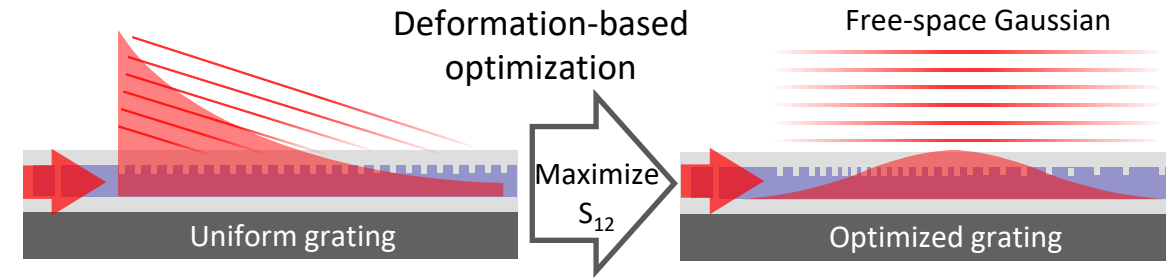 Deformation-based
optimization
Free-space Gaussian
Maximize
S₁₂
Uniform grating
Optimized grating